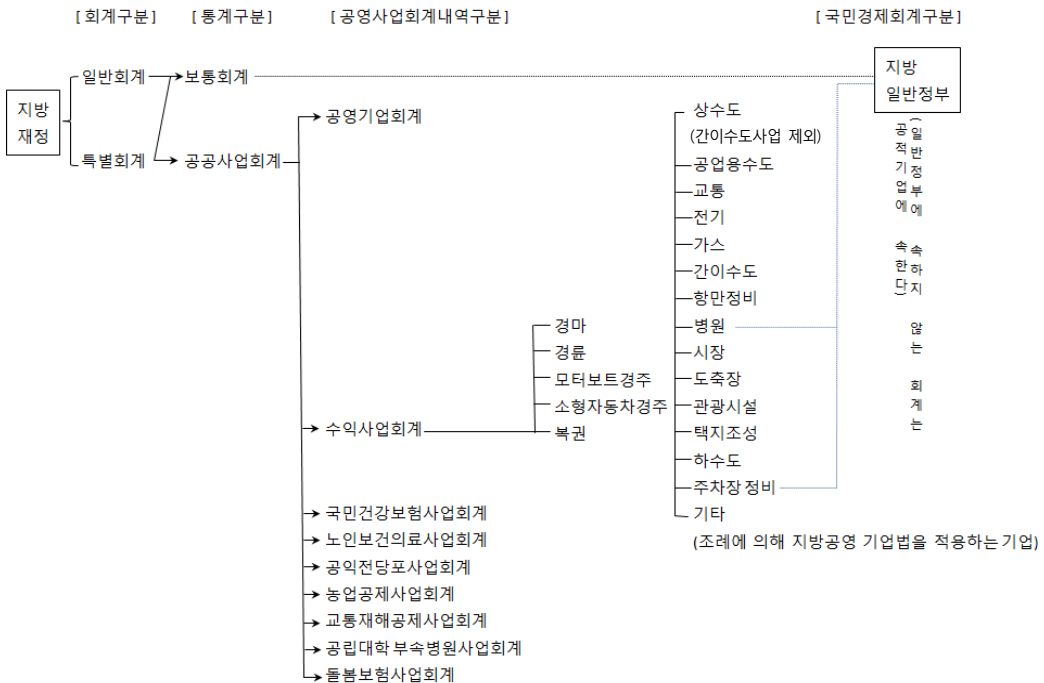 [ 회계구분]
[ 통계구분]
[ 공영사업회계내역구분]
[ 국민경제회계구분]
지방
재정
일반회계
특별회계
보통회계
공공사업회계
공영기업회계
수익사업회계
국민건강보험사업회계
노인보건의료사업회계
공익전당포사업회계
농업공제사업회계
교통재해공제사업회계
공립대학 부속병원사업회계
돌봄보험사업회계
경마
경륜
모터보트경주
소형자동차경주
복권
상수도
(간이수도사업 제외)
공업용수도
교통
전기
가스
간이수도
항만정비
병원
시장
도축장
관광시설
택지조성
하수도
주차장 정비
기타
(조례에 의해 지방공영 기업법을 적용하는 기업)
지방
일반정부
(일반정부에 속하지 않는 회계는
공적기업에 속한다)